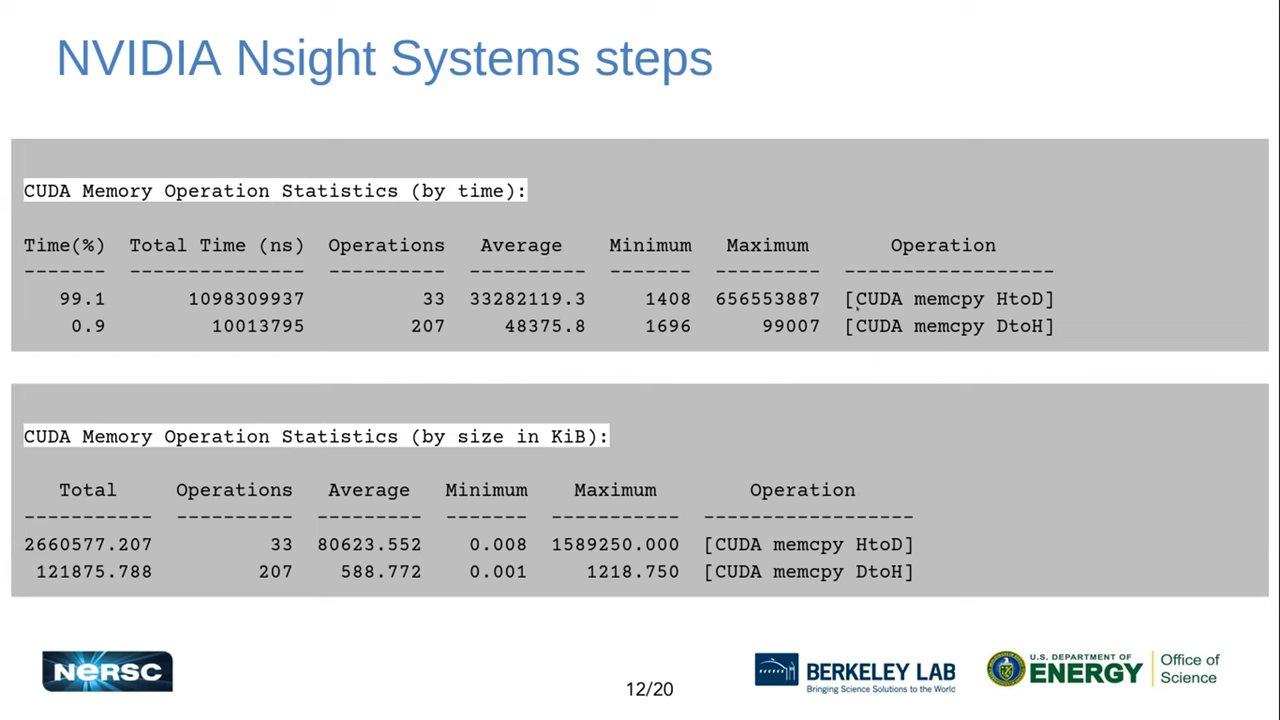 NVIDIA Nsight Systems steps
CUDA Memory Operation Statistics (by time):
Time(%) Total Time (ns) Operations Average Minimum Maximum Operation
------- --------------- ---------- ---------- ------- --------- ------------------
99.1 1098309937 33 33282119.3 1408 656553887 [CUDA memcpy HtoD]
0.9 10013795 207 48375.8 1696 99007 [CUDA memcpy DtoH]
CUDA Memory Operation Statistics (by size in KiB):
Total Operations Average Minimum Maximum Operation
----------- ---------- --------- ------- ----------- ------------------
2660577.207 33 80623.552 0.008 1589250.000 [CUDA memcpy HtoD]
121875.788 207 588.772 0.001 1218.750 [CUDA memcpy DtoH]
NERSC
12/20
BERKELEY LAB
Bringing Science Solutions to the World
U.S. DEPARTMENT OF
ENERGY
Office of
Science